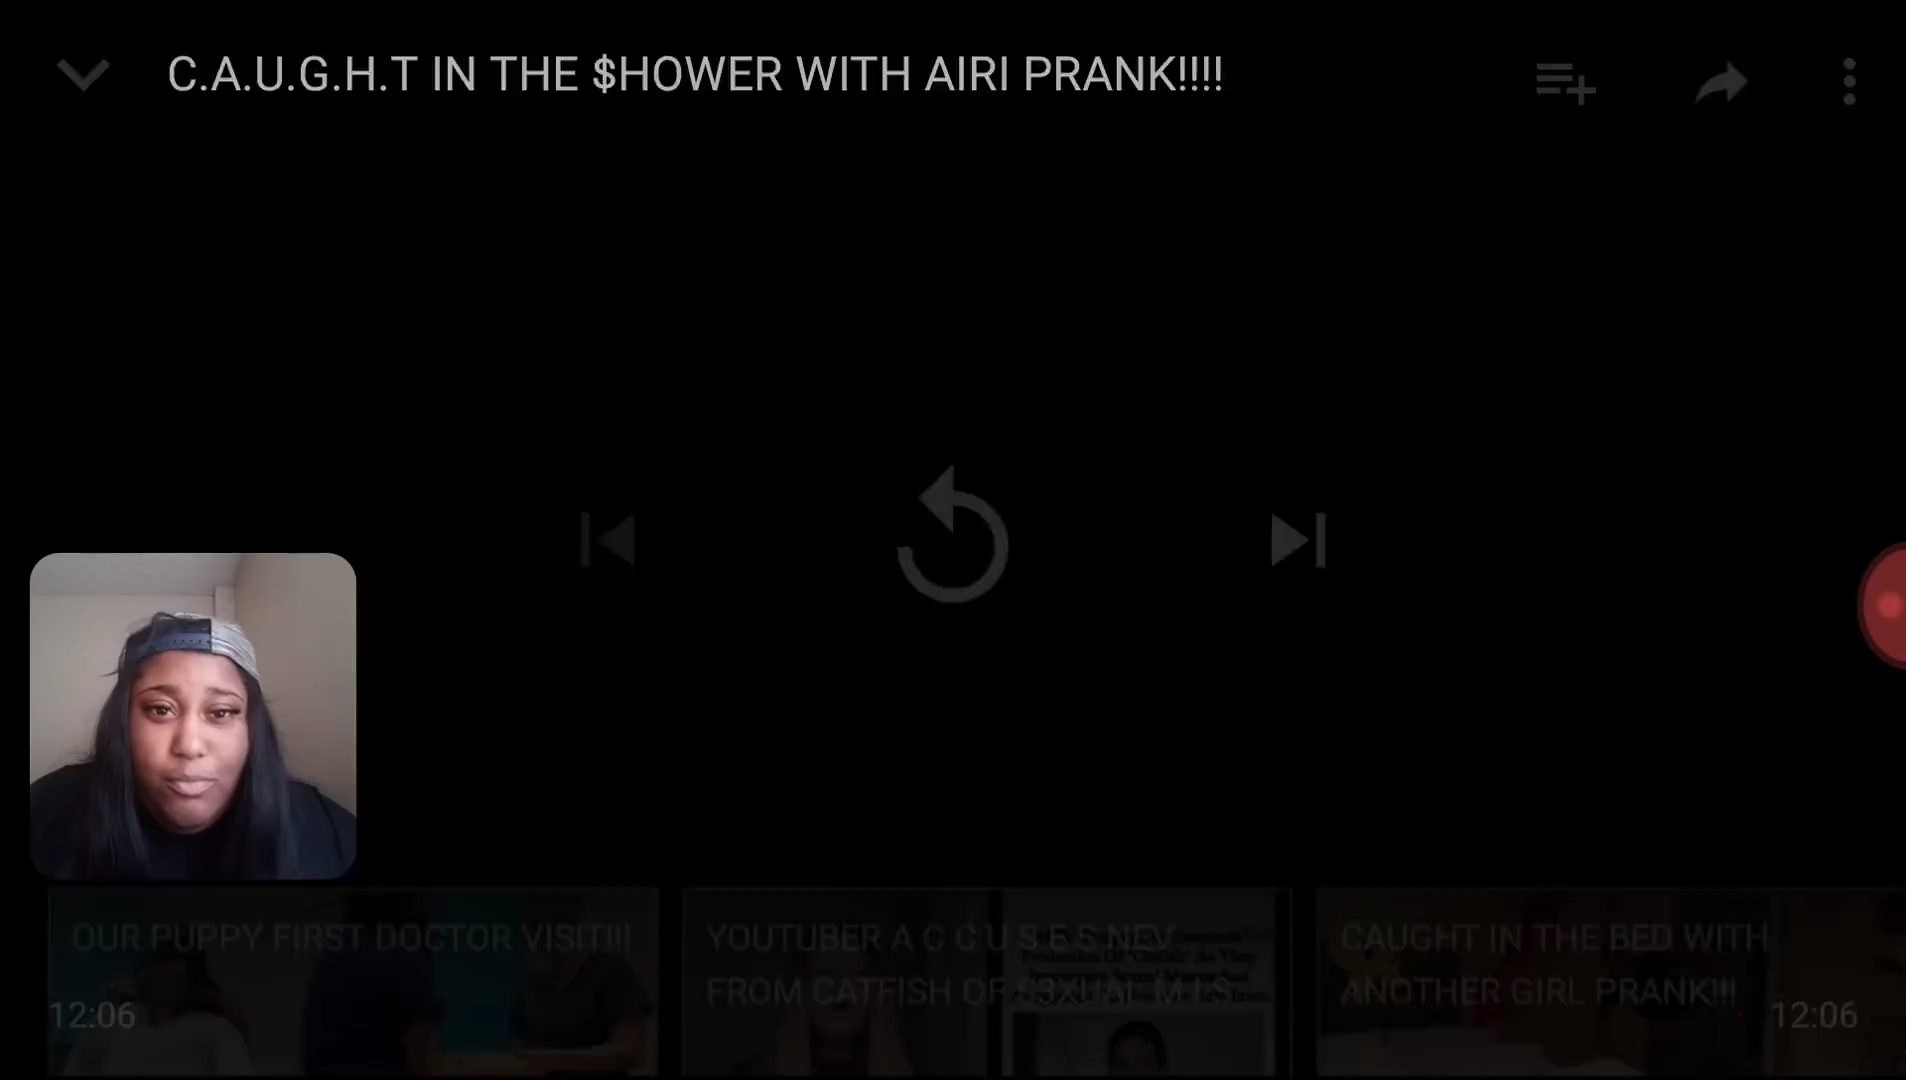 C.A.U.G.H.T IN THE $HOWER WITH AIRI PRANK!!!!
OUR PUPPY FIRST DOCTOR VISIT!!!
12:06
YOUTUBER A C C U S E S NEV
FROM CATFISH OF S3XUAL M.I.S...
CAUGHT IN THE BED WITH
ANOTHER GIRL PRANK!!!
12:06